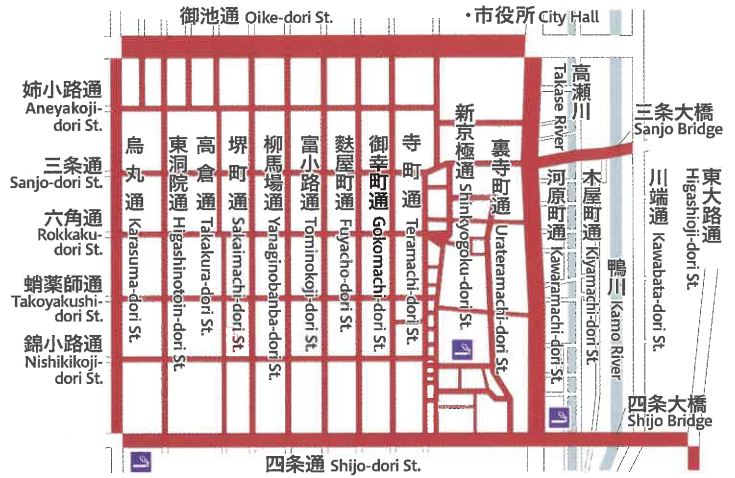 御池通 Oike-dori St.
・市役所 City Hall
姉小路通
Aneyakoji-
dori St.
三条通
Sanjo-dori St.
六角通
Rokkaku-
dori St.
蛸薬師通
Takoyakushi-
dori St.
錦小路通
Nishikikoji-
dori St.
烏丸通 Karasuma-dori St.
東洞院通 Higashinotoin-dori St.
高倉通 Takakura-dori St.
堺町通 Sakaimachi-dori St.
柳馬場通 Yanaginobanba-dori St.
富小路通 Tominokoji-dori St.
麩屋町通 Fuyacho-dori St.
御幸町通 Gokomachi-dori St.
寺町通 Teramachi-dori St.
新京極通 Shinkyogoku-dori St.
裏寺町通 Urateramachi-dori St.
高瀬川
Takase River
河原町通 Kawaramachi-dori St.
木屋町通 Kiyamachi-dori St.
鴨川 Kamo River
三条大橋
Sanjo Bridge
川端通 Kawabata-dori St.
東大路通
Higashioji-dori St.
四条大橋
Shijo Bridge
四条通 Shijo-dori St.